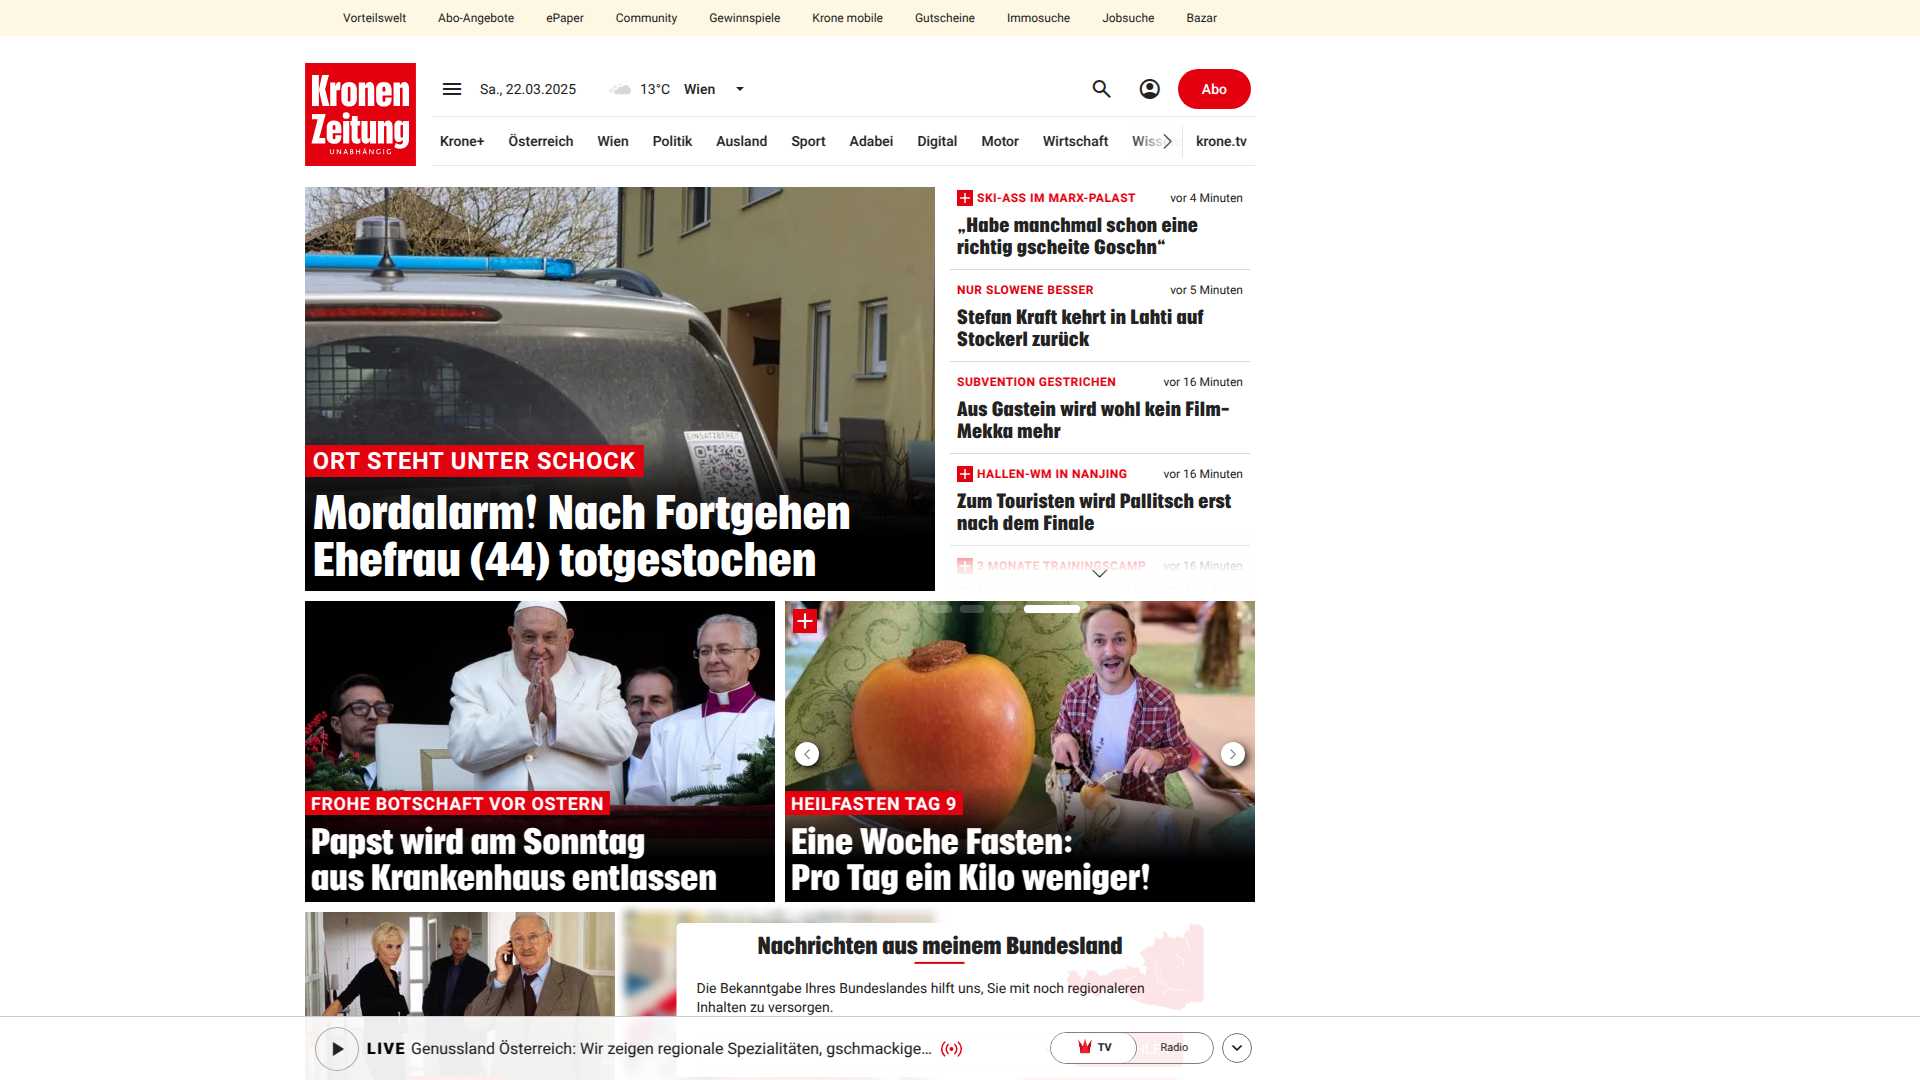 Vorteilswelt Abo-Angebote ePaper Community Gewinnspiele Krone mobile Gutscheine Immosuche Jobsuche Bazar
Kronen
Zeitung
UNABHÄNGIG
Sa., 22.03.2025 13°C Wien Abo
Krone+ Österreich Wien Politik Ausland Sport Adabei Digital Motor Wirtschaft krone.tv
EINSATZBEREIT
ORT STEHT UNTER SCHOCK
Mordalarm! Nach Fortgehen
Ehefrau (44) totgestochen
SKI-ASS IM MARX-PALAST vor 4 Minuten
„Habe manchmal schon eine
richtig gscheite Goschn“
NUR SLOWENE BESSER vor 5 Minuten
Stefan Kraft kehrt in Lahti auf
Stockerl zurück
SUBVENTION GESTRICHEN vor 16 Minuten
Aus Gastein wird wohl kein Film-
Mekka mehr
HALLEN-WM IN NANJING vor 16 Minuten
Zum Touristen wird Pallitsch erst
nach dem Finale
2 MONATE TRAININGSCAMP vor 16 Minuten
FROHE BOTSCHAFT VOR OSTERN
Papst wird am Sonntag
aus Krankenhaus entlassen
HEILFASTEN TAG 9
Eine Woche Fasten:
Pro Tag ein Kilo weniger!
Nachrichten aus meinem Bundesland
Die Bekanntgabe Ihres Bundeslandes hilft uns, Sie mit noch regionaleren
Inhalten zu versorgen.
LIVE Genussland Österreich: Wir zeigen regionale Spezialitäten, gschmackige... TV Radio